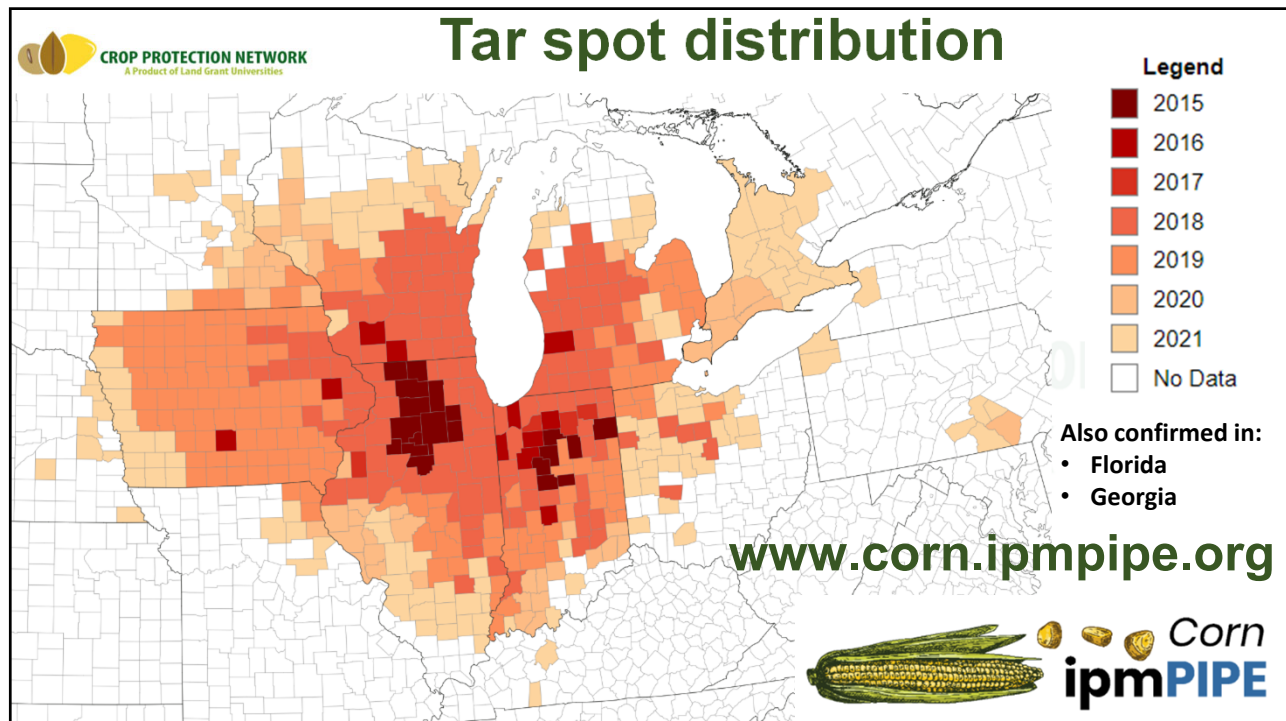 Tar spot distribution
CROP PROTECTION NETWORK
A Product of Land Grant Universities
Legend
2015
2016
2017
2018
2019
2020
2021
No Data
Also confirmed in:
• Florida
• Georgia
www.corn.ipmpipe.org
Corn
ipmPIPE